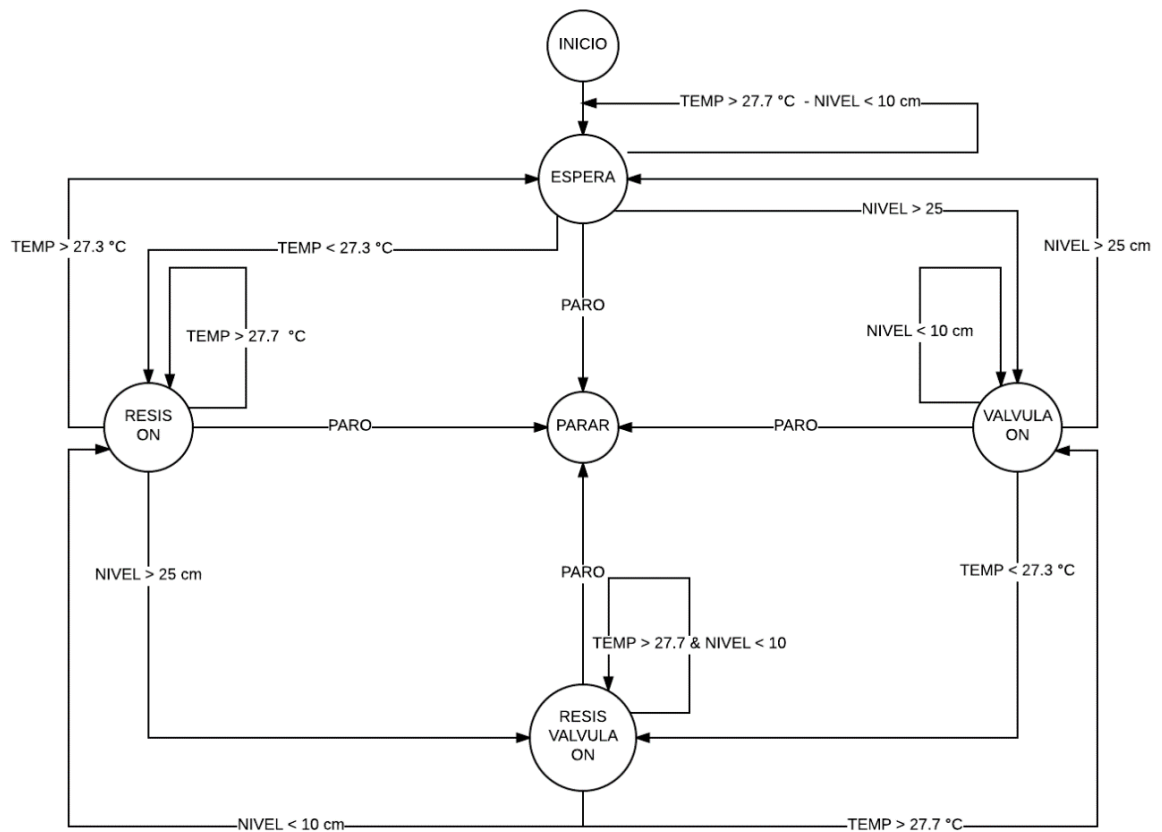 INICIO
TEMP > 27.7 °C - NIVEL < 10 cm
ESPERA
NIVEL > 25
TEMP > 27.3 °C
TEMP < 27.3 °C
NIVEL > 25 cm
PARO
TEMP > 27.7 °C
NIVEL < 10 cm
RESIS
ON
PARO
PARAR
PARO
VALVULA
ON
NIVEL > 25 cm
PARO
TEMP < 27.3 °C
TEMP > 27.7 & NIVEL < 10
RESIS
VALVULA
ON
NIVEL < 10 cm
TEMP > 27.7 °C